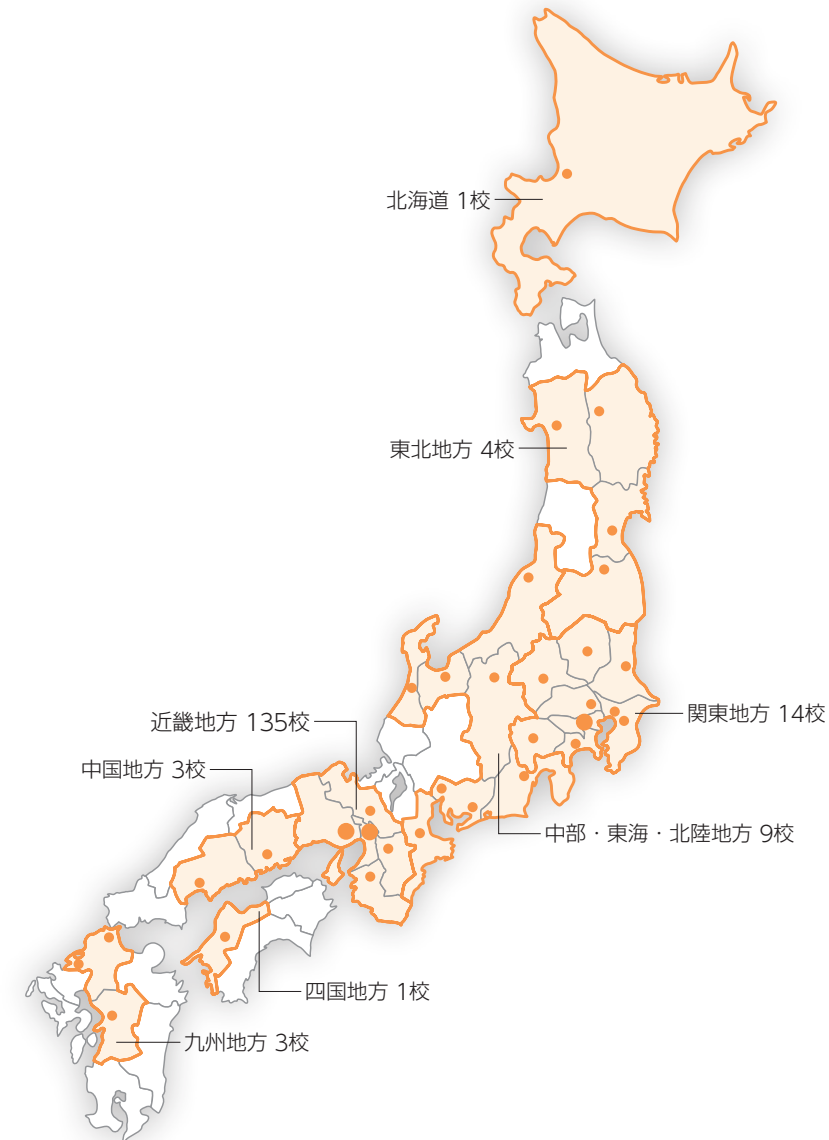 北海道 1校
東北地方 4校
関東地方 14校
近畿地方 135校
中国地方 3校
中部・東海・北陸地方 9校
四国地方 1校
九州地方 3校